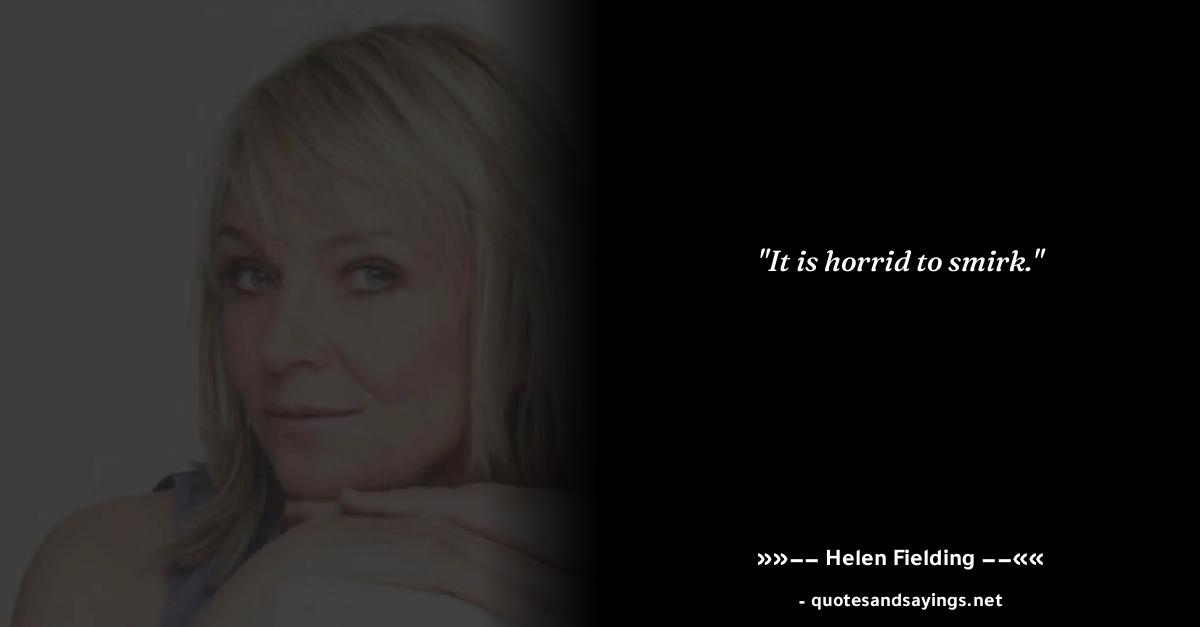 "It is horrid to smirk."
»»−− Helen Fielding −−««
- quotesandsayings.net